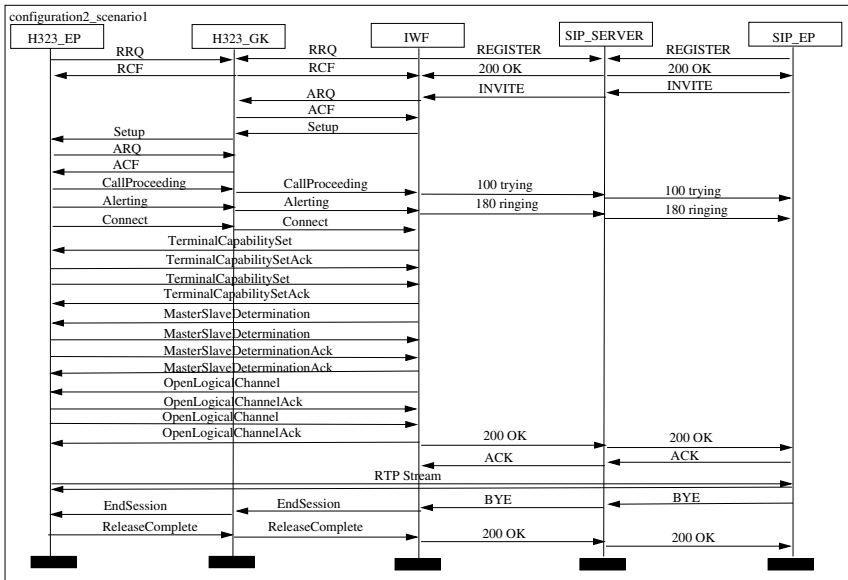 configuration2_scenario1
H323_EP H323_GK IWF SIP_SERVER SIP_EP
RRQ RRQ REGISTER REGISTER
RCF RCF 200 OK 200 OK
ARQ INVITE INVITE
ACF
Setup Setup
ARQ
ACF
CallProceeding CallProceeding 100 trying 100 trying
Alerting Alerting 180 ringing 180 ringing
Connect Connect
TerminalCapabilitySet
TerminalCapabilitySetAck
TerminalCapabilitySet
TerminalCapabilitySetAck
MasterSlaveDetermination
MasterSlaveDetermination
MasterSlaveDeterminationAck
MasterSlaveDeterminationAck
OpenLogicalChannel
OpenLogicalChannelAck
OpenLogicalChannel
OpenLogicalChannelAck 200 OK 200 OK
ACK ACK
RTP Stream
EndSession EndSession BYE BYE
ReleaseComplete ReleaseComplete 200 OK 200 OK